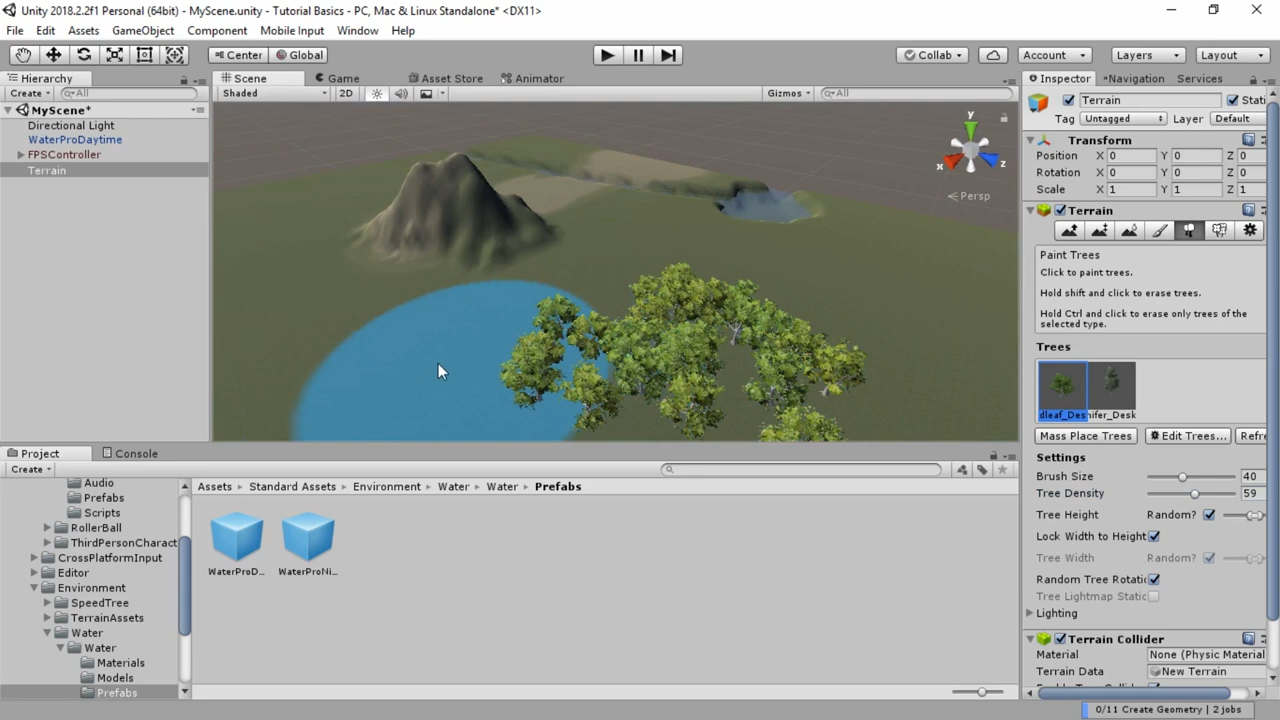 Unity 2018.2.2f1 Personal (64bit) - MyScene.unity - Tutorial Basics - PC, Mac & Linux Standalone* <DX11>
File Edit Assets GameObject Component Mobile Input Window Help
Center Global Collab Account Layers Layout
Hierarchy
Create All
MyScene*
Directional Light
WaterProDaytime
FPSController
Terrain
Scene Game Asset Store Animator
Shaded 2D Gizmos All
y
x
z
Persp
Inspector Navigation Services
Terrain Stati
Tag Untagged Layer Default
Transform
Position X 0 Y 0 Z 0
Rotation X 0 Y 0 Z 0
Scale X 1 Y 1 Z 1
Terrain
Paint Trees
Click to paint trees.
Hold shift and click to erase trees.
Hold Ctrl and click to erase only trees of the
selected type.
Trees
dleaf_Des nifer_Desk
Mass Place Trees Edit Trees... Refre
Settings
Brush Size 40
Tree Density 59
Tree Height Random?
Lock Width to Height
Tree Width Random?
Random Tree Rotatic
Tree Lightmap Static
Lighting
Terrain Collider
Material None (Physic Material
Terrain Data New Terrain
Project Console
Create
Audio
Prefabs
Scripts
RollerBall
ThirdPersonCharact
CrossPlatformInput
Editor
Environment
SpeedTree
TerrainAssets
Water
Water
Materials
Models
Prefabs
Assets Standard Assets Environment Water Water Prefabs
WaterProD... WaterProNi...
0/11 Create Geometry | 2 jobs